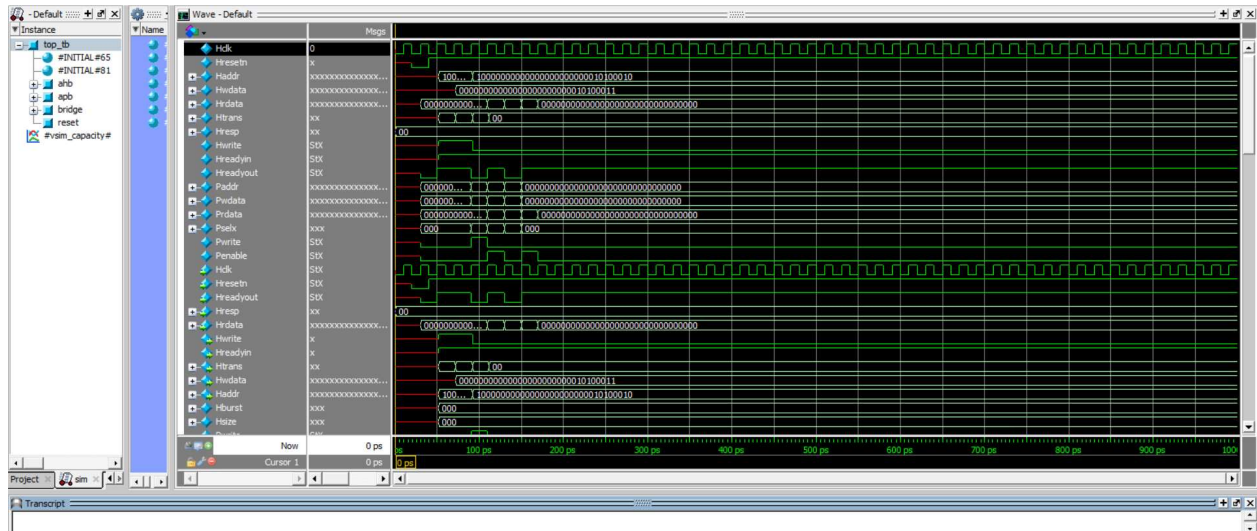 - Default
Wave - Default
Instance
Name
Msgs
top_tb
#INITIAL#65
#INITIAL#81
ahb
apb
bridge
reset
#vsim_capacity#
Hclk 0
Hresetn x
Haddr xxxxxxxxxxxxxx... 100... 10000000000000000000000010100010
Hwdata xxxxxxxxxxxxxx... 00000000000000000000000010100011
Hrdata xxxxxxxxxxxxxx... 0000000000... 00000000000000000000000000000000
Htrans xx 00
Hresp xx 00
Hwrite StX
Hreadyin StX
Hreadyout StX
Paddr xxxxxxxxxxxxxx... 000000... 00000000000000000000000000000000
Pwdata xxxxxxxxxxxxxx... 000000... 00000000000000000000000000000000
Prdata xxxxxxxxxxxxxx... 0000000000... 00000000000000000000000000000000
Pselx xxx 000 000
Pwrite StX
Penable StX
Hclk StX
Hresetn StX
Hreadyout StX
Hresp xx 00
Hrdata xxxxxxxxxxxxxx... 0000000000... 00000000000000000000000000000000
Hwrite x
Hreadyin x
Htrans xx 00
Hwdata xxxxxxxxxxxxxx... 00000000000000000000000010100011
Haddr xxxxxxxxxxxxxx... 100... 10000000000000000000000010100010
Hburst xxx 000
Hsize xxx 000
Now 0 ps
ps 100 ps 200 ps 300 ps 400 ps 500 ps 600 ps 700 ps 800 ps 900 ps 1000
Cursor 1 0 ps 0 ps
Project sim
Transcript